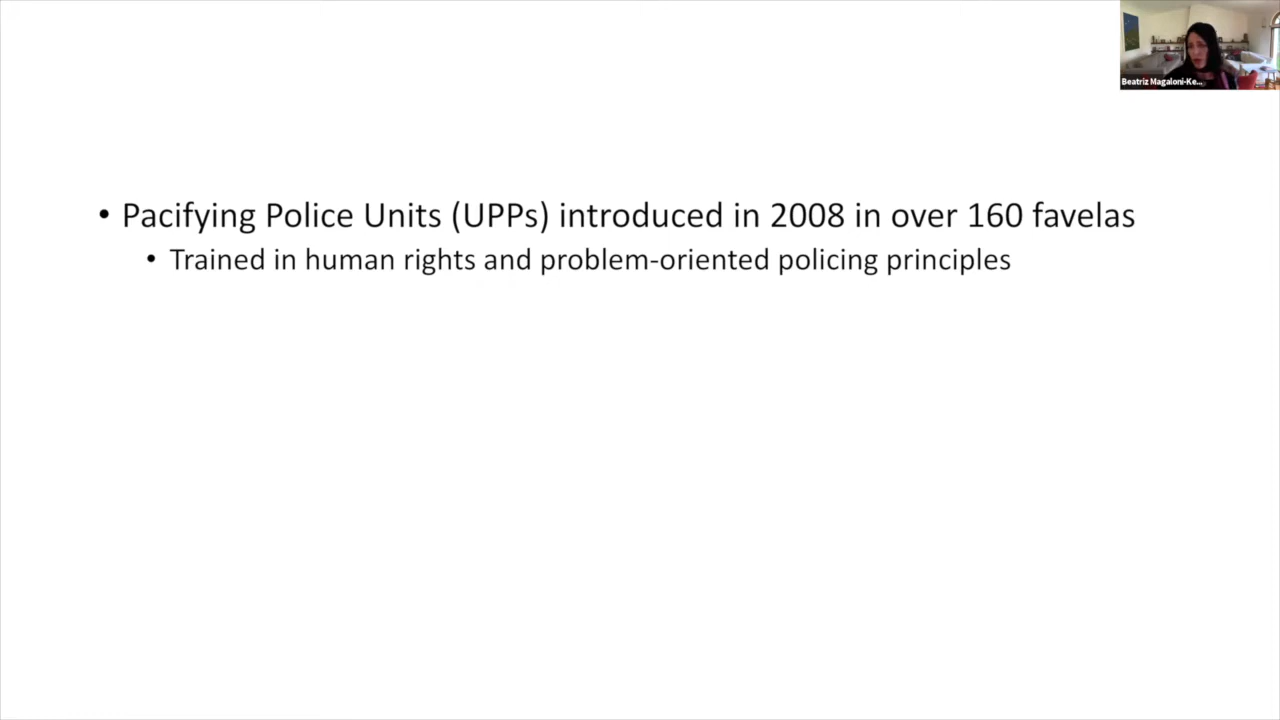 Beatriz Magaloni-Ke...
• Pacifying Police Units (UPPs) introduced in 2008 in over 160 favelas
• Trained in human rights and problem-oriented policing principles